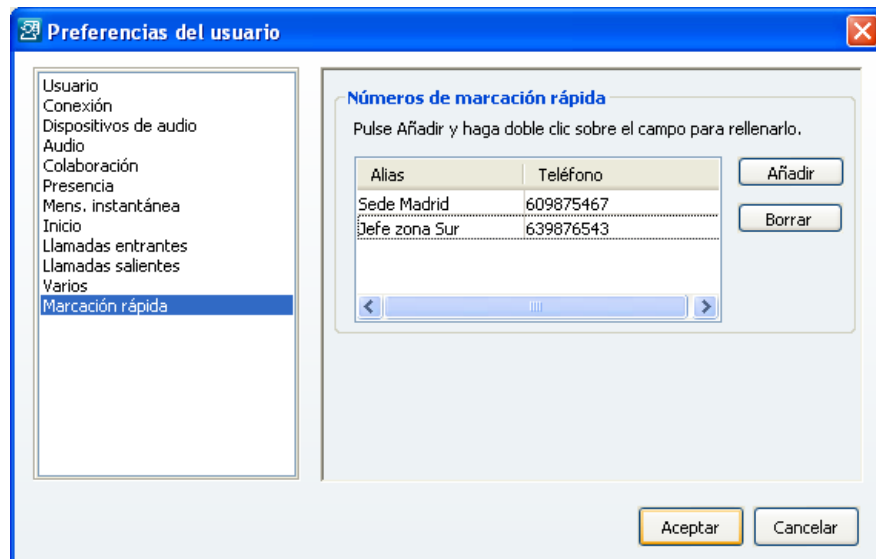 Preferencias del usuario
Usuario
Conexión
Dispositivos de audio
Audio
Colaboración
Presencia
Mens. instantánea
Inicio
Llamadas entrantes
Llamadas salientes
Varios
Marcación rápida
Números de marcación rápida
Pulse Añadir y haga doble clic sobre el campo para rellenarlo.
Alias Teléfono
Sede Madrid 609875467
Jefe zona Sur 639876543
Añadir
Borrar
Aceptar Cancelar